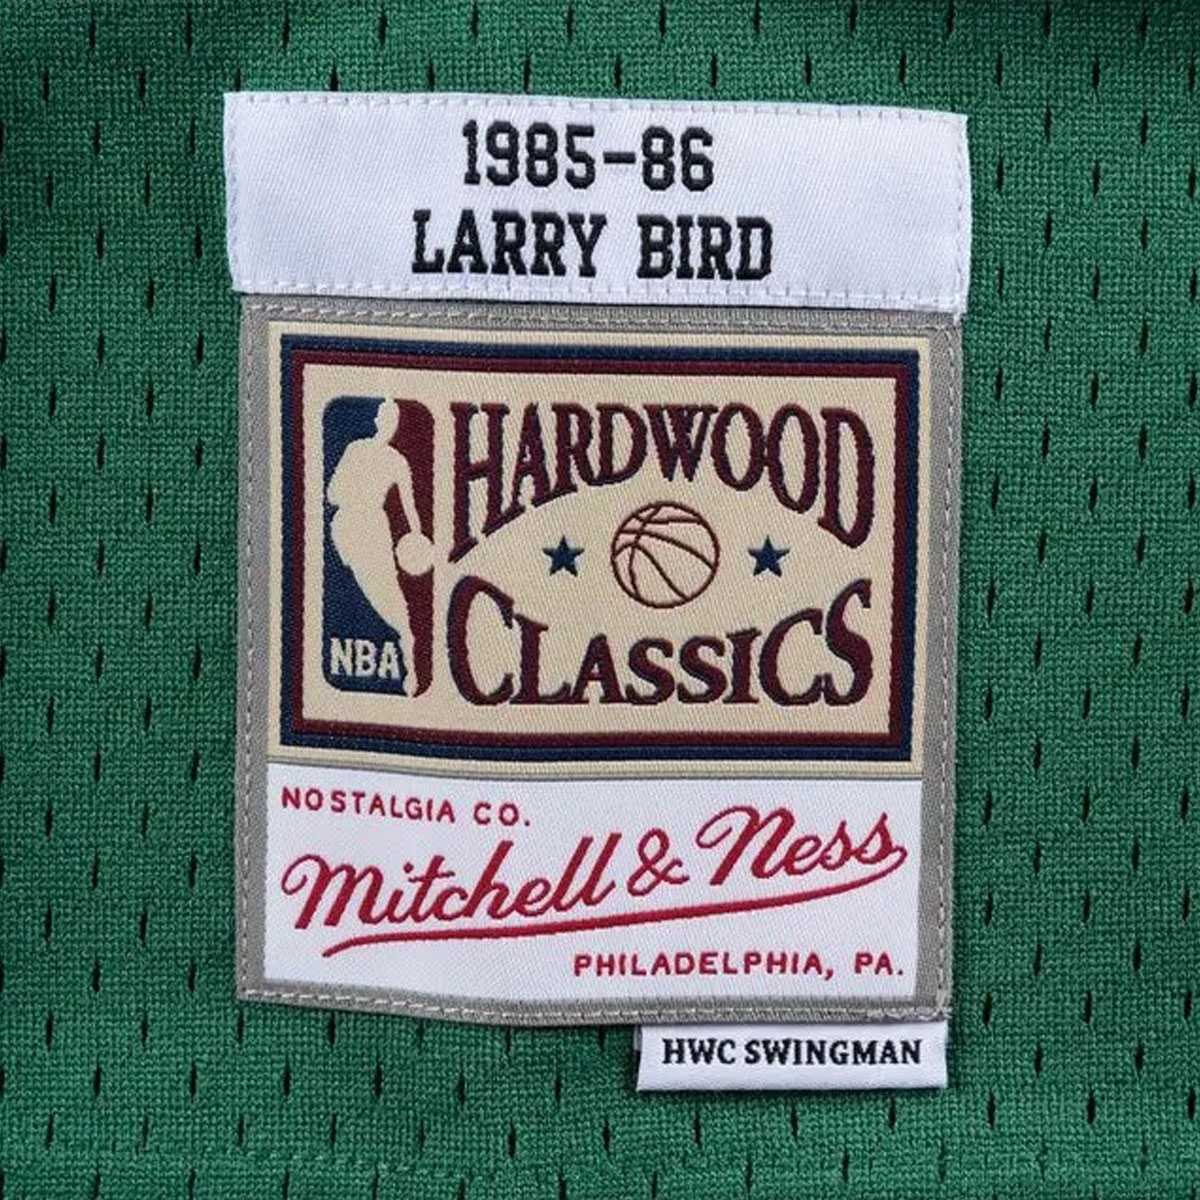 1985-86
LARRY BIRD
HARDWOOD
CLASSICS
NBA
NOSTALGIA CO.
Mitchell & Ness
PHILADELPHIA, PA.
HWC SWINGMAN